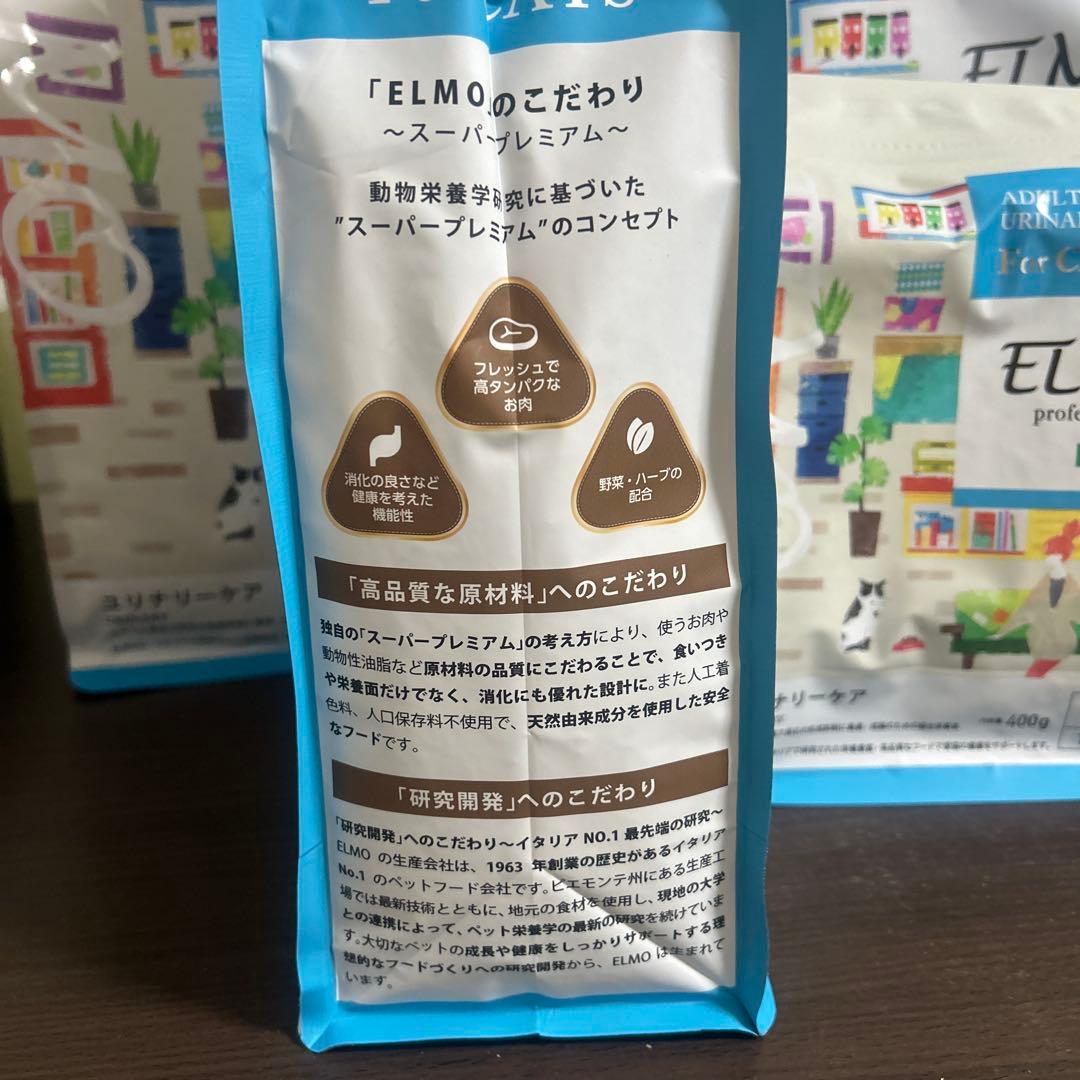 「ELMO」のこだわり
～スーパープレミアム～
動物栄養学研究に基づいた
"スーパープレミアム"のコンセプト
フレッシュで
高タンパクな
お肉
消化の良さなど
健康を考えた
機能性
野菜・ハーブの
配合
「高品質な原材料」へのこだわり
独自の「スーパープレミアム」の考え方により、使うお肉や
動物性油脂など原材料の品質にこだわることで、食いつき
や栄養面だけでなく、消化にも優れた設計に。また人工着
色料、人口保存料不使用で、天然由来成分を使用した安全
なフードです。
「研究開発」へのこだわり
「研究開発」へのこだわり～イタリア NO.1 最先端の研究～
ELMO の生産会社は、1963 年創業の歴史があるイタリア
No.1 のペットフード会社です。ピエモンテ州にある生産工
場では最新技術とともに、地元の食材を使用し、現地の大学
との連携によって、ペット栄養学の最新の研究を続けていま
す。大切なペットの成長や健康をしっかりサポートする理
想的なフードづくりへの研究開発から、ELMO は生まれて
います。
ユリナリーケア
ELM
ADULT
URINA
For C
EL
profe
ナリーケア
400g